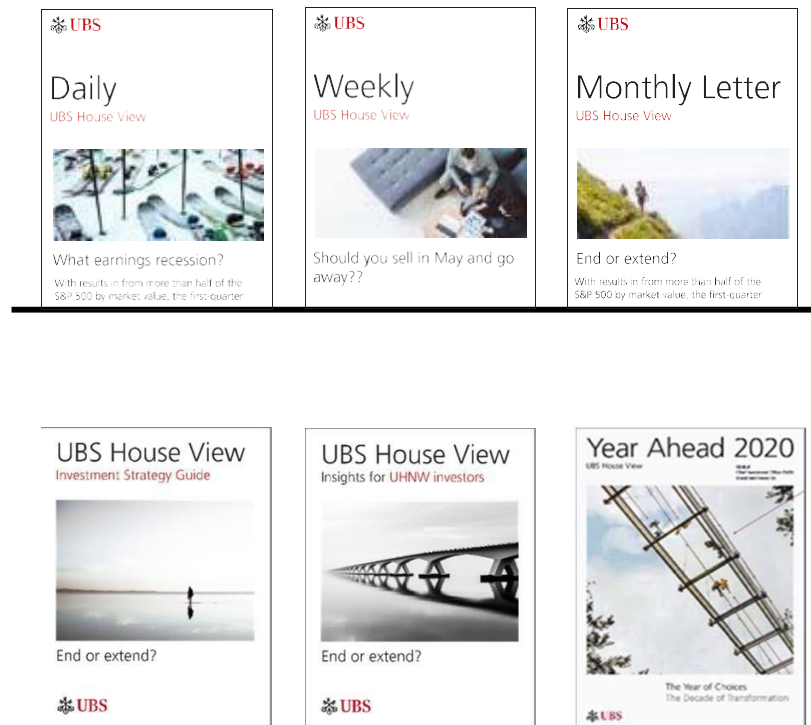 UBS
Daily
UBS House View
What earnings recession?
With results in from more than half of the
S&P 500 by market value, the first-quarter
UBS
Weekly
UBS House View
Should you sell in May and go
away??
UBS
Monthly Letter
UBS House View
End or extend?
With results in from more than half of the
S&P 500 by market value, the first-quarter
UBS House View
Investment Strategy Guide
End or extend?
UBS
UBS House View
Insights for UHNW investors
End or extend?
UBS
Year Ahead 2020
UBS House View
The Year of Choices
The Decade of Transformation
UBS